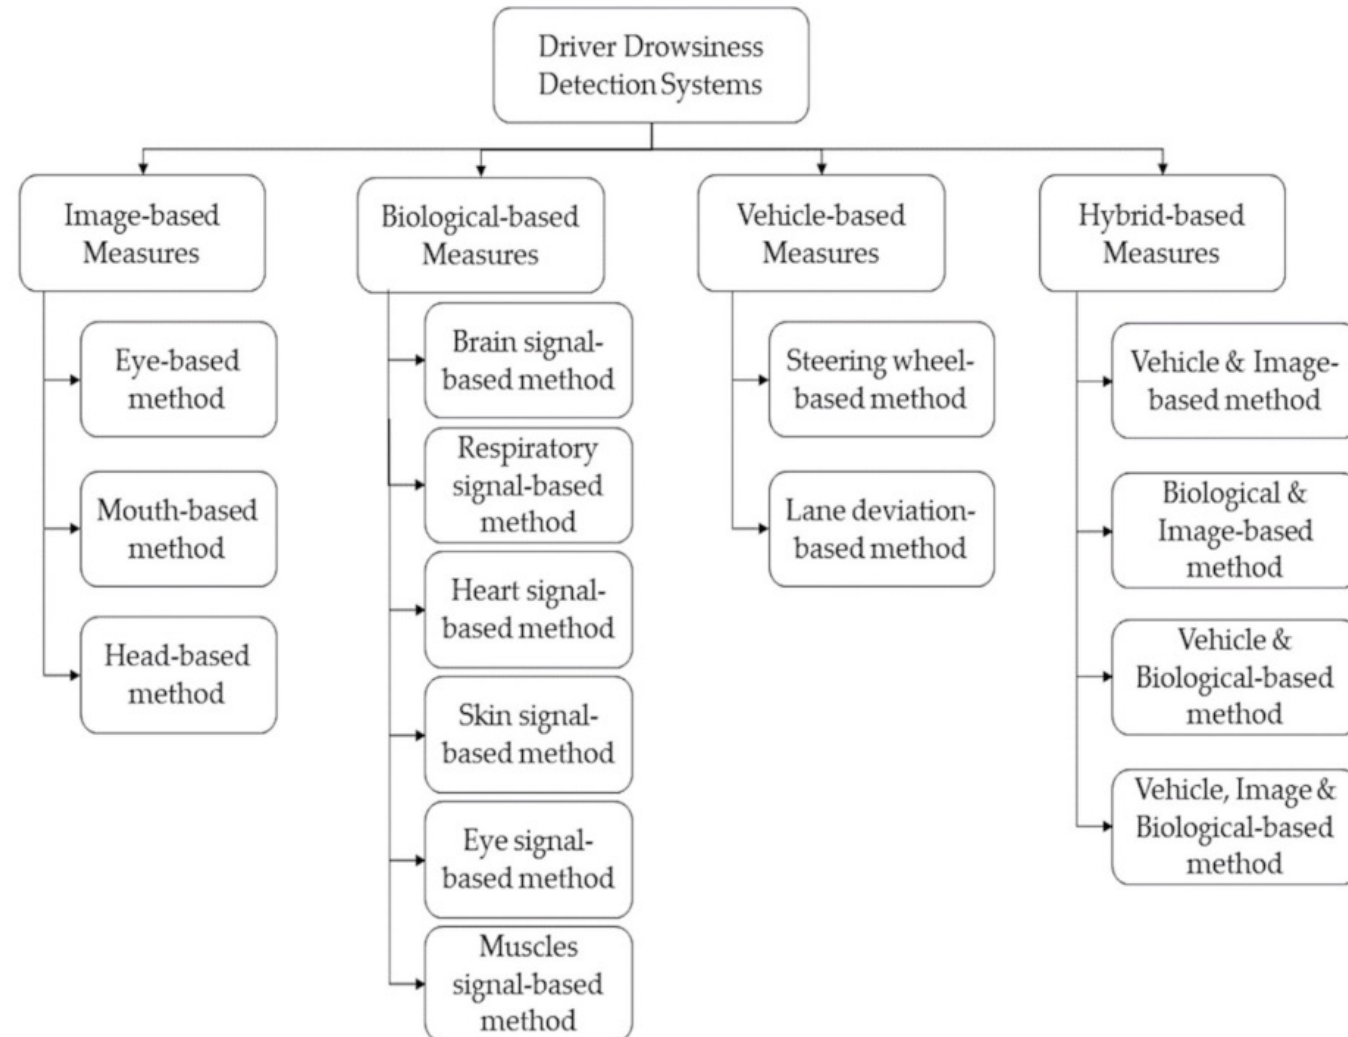 Driver Drowsiness
Detection Systems
Image-based
Measures
Eye-based
method
Mouth-based
method
Head-based
method
Biological-based
Measures
Brain signal-
based method
Respiratory
signal-based
method
Heart signal-
based method
Skin signal-
based method
Eye signal-
based method
Muscles
signal-based
method
Vehicle-based
Measures
Steering wheel-
based method
Lane deviation-
based method
Hybrid-based
Measures
Vehicle & Image-
based method
Biological &
Image-based
method
Vehicle &
Biological-based
method
Vehicle, Image &
Biological-based
method